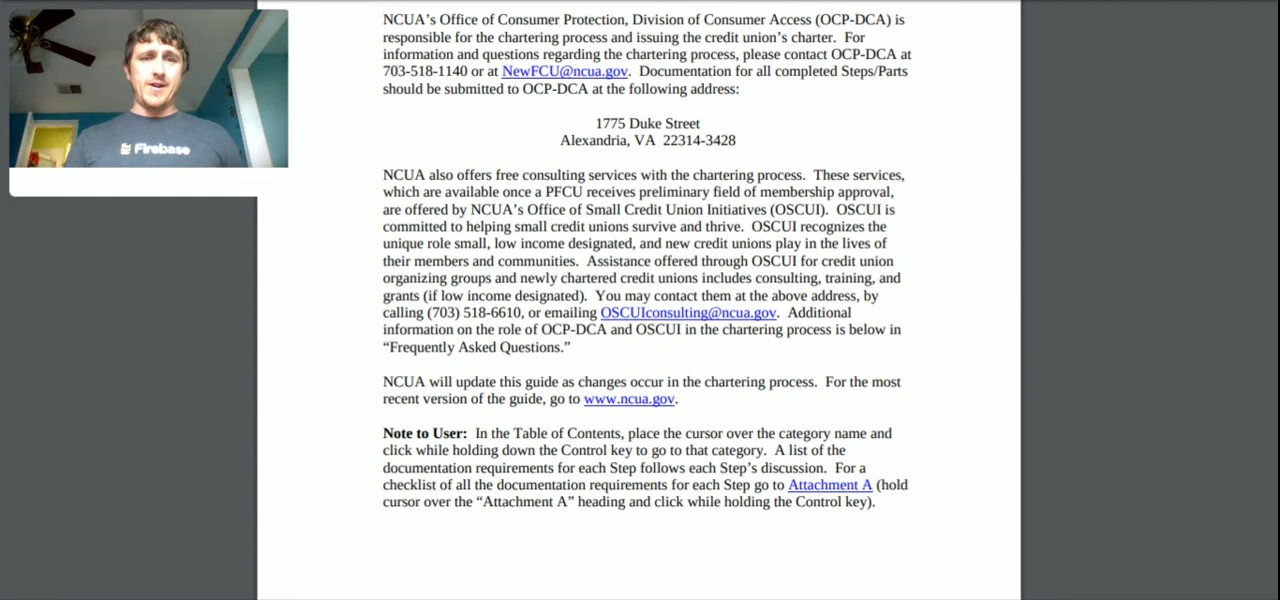 Firebase
NCUA's Office of Consumer Protection, Division of Consumer Access (OCP-DCA) is
responsible for the chartering process and issuing the credit union's charter.  For
information and questions regarding the chartering process, please contact OCP-DCA at
703-518-1140 or at NewFCU@ncua.gov.  Documentation for all completed Steps/Parts
should be submitted to OCP-DCA at the following address:
1775 Duke Street
Alexandria, VA  22314-3428
NCUA also offers free consulting services with the chartering process.  These services,
which are available once a PFCU receives preliminary field of membership approval,
are offered by NCUA's Office of Small Credit Union Initiatives (OSCUI).  OSCUI is
committed to helping small credit unions survive and thrive.  OSCUI recognizes the
unique role small, low income designated, and new credit unions play in the lives of
their members and communities.  Assistance offered through OSCUI for credit union
organizing groups and newly chartered credit unions includes consulting, training, and
grants (if low income designated).  You may contact them at the above address, by
calling (703) 518-6610, or emailing OSCUIconsulting@ncua.gov.  Additional
information on the role of OCP-DCA and OSCUI in the chartering process is below in
“Frequently Asked Questions.”
NCUA will update this guide as changes occur in the chartering process.  For the most
recent version of the guide, go to www.ncua.gov.
Note to User:  In the Table of Contents, place the cursor over the category name and
click while holding down the Control key to go to that category.  A list of the
documentation requirements for each Step follows each Step's discussion.  For a
checklist of all the documentation requirements for each Step go to Attachment A (hold
cursor over the “Attachment A” heading and click while holding the Control key).